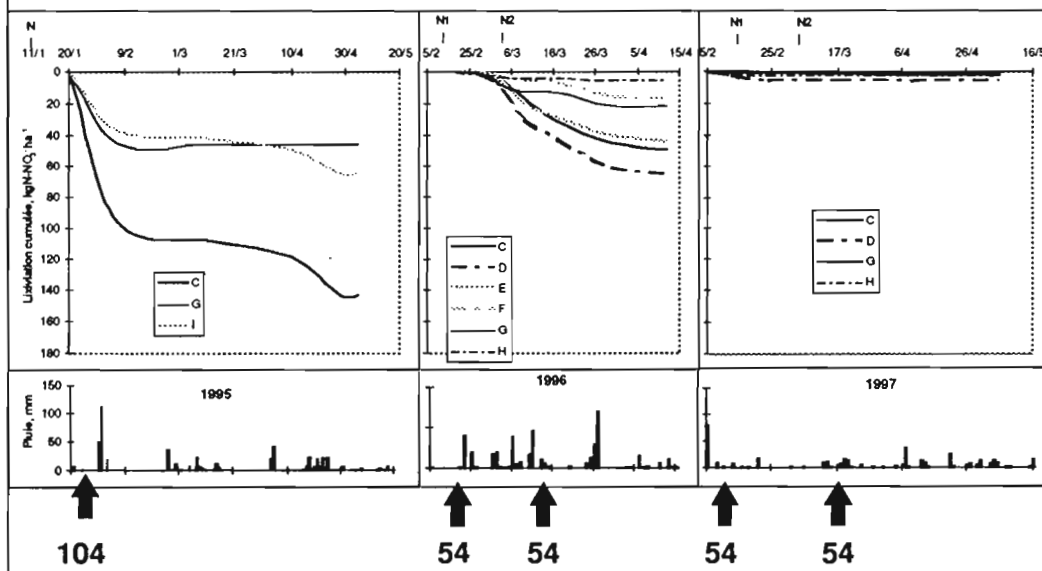 N
11/1 20/1 9/2 1/3 21/3 10/4 30/4 20/5
0
20
40
60
80
100
120
140
160
180
Lixiviation cumulée, kgN-NO3 ha-1
C
G
I
N1 N2
5/2 25/2 6/3 16/3 26/3 5/4 15/4
0
C
D
E
F
G
H
N1 N2
5/2 25/2 17/3 6/4 26/4 16/5
0
C
D
G
H
Pluie, mm
150
100
50
0
1995
1996
1997
104
54 54
54 54